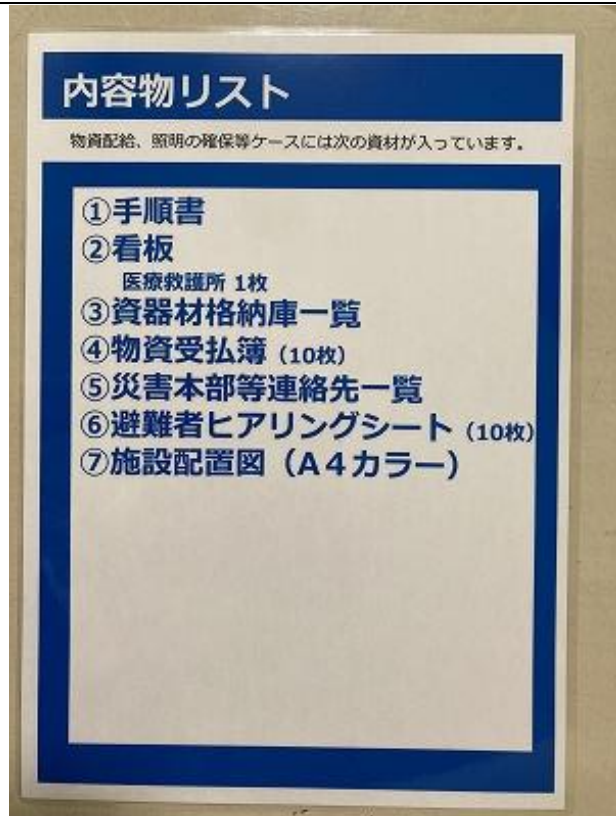 内容物リスト
物資配給、照明の確保等ケースには次の資材が入っています。
①手順書
②看板
医療救護所 1枚
③資器材格納庫一覧
④物資受払簿（10枚）
⑤災害本部等連絡先一覧
⑥避難者ヒアリングシート（10枚）
⑦施設配置図（A4カラー）